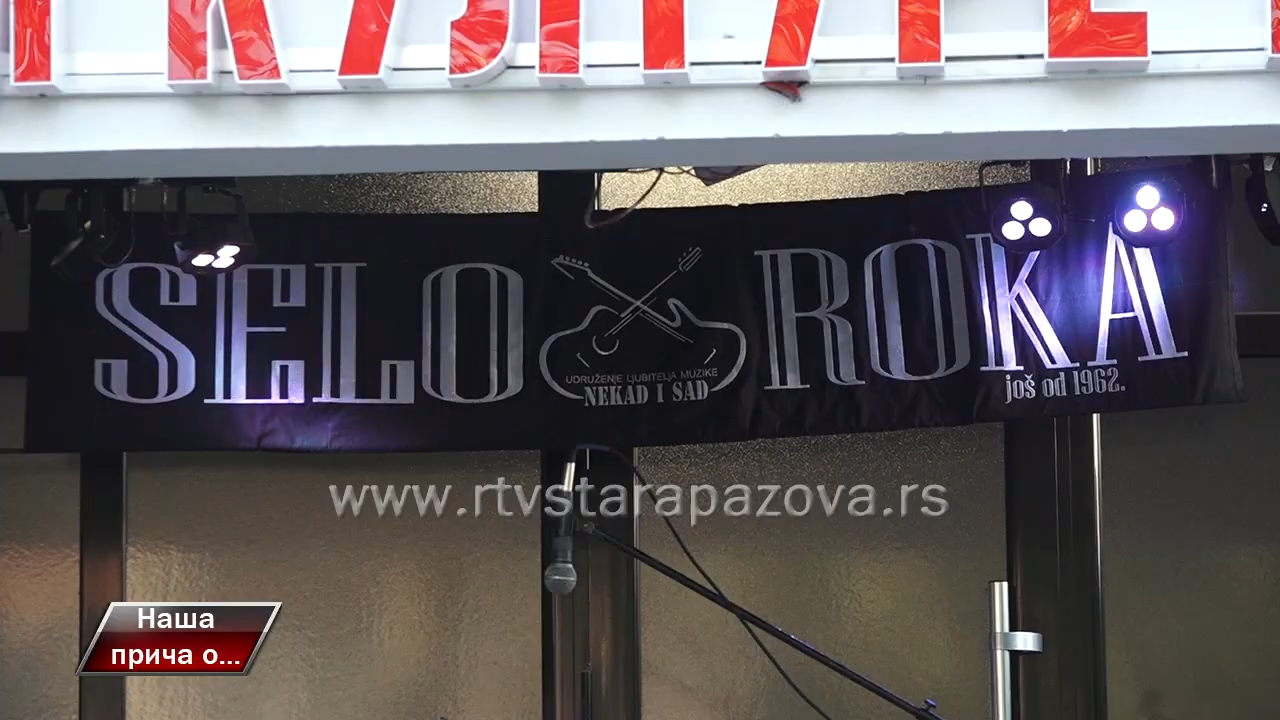 SELO ROKA
UDRUŽENJE LJUBITELJA MUZIKE
NEKAD I SAD
još od 1962.
www.rtvstarapazova.rs
Наша
прича о...